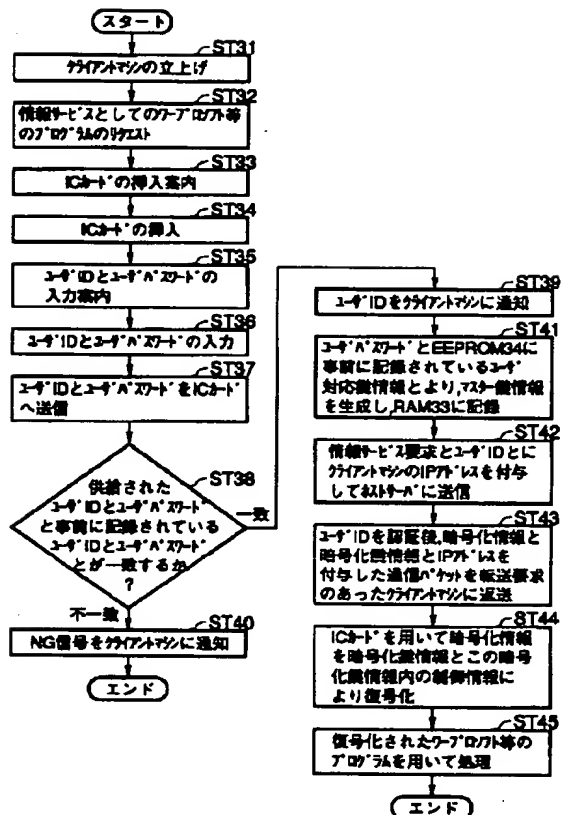 スタート
ST31
クライアントマシンの立上げ
ST32
情報サービスとしてのワープロソフト等
のプログラムのリクエスト
ST33
ICカードの挿入案内
ST34
ICカードの挿入
ST35
ユーザIDとユーザパスワードの
入力案内
ST36
ユーザIDとユーザパスワードの入力
ST37
ユーザIDとユーザパスワードをICカード
へ送信
ST38
供給された
ユーザIDとユーザパスワード
と事前に記録されている
ユーザIDとユーザパスワード
とが一致するか
?
一致
不一致
ST40
NG信号をクライアントマシンに通知
エンド
ST39
ユーザIDをクライアントマシンに通知
ST41
ユーザパスワードとEEPROM34に
事前に記録されているユーザ
対応鍵情報とより,マスター鍵情報
を生成し,RAM33に記録
ST42
情報サービス要求とユーザIDとに
クライアントマシンのIPアドレスを付与
してホストサーバに送信
ST43
ユーザIDを認証後,暗号化情報と
暗号化鍵情報とIPアドレスを
付与した通信パケットを転送要求
のあったクライアントマシンに返送
ST44
ICカードを用いて暗号化情報
を暗号化鍵情報とこの暗号
化鍵情報内の制御情報に
より復号化
ST45
復号化されたワープロソフト等の
プログラムを用いて処理
エンド